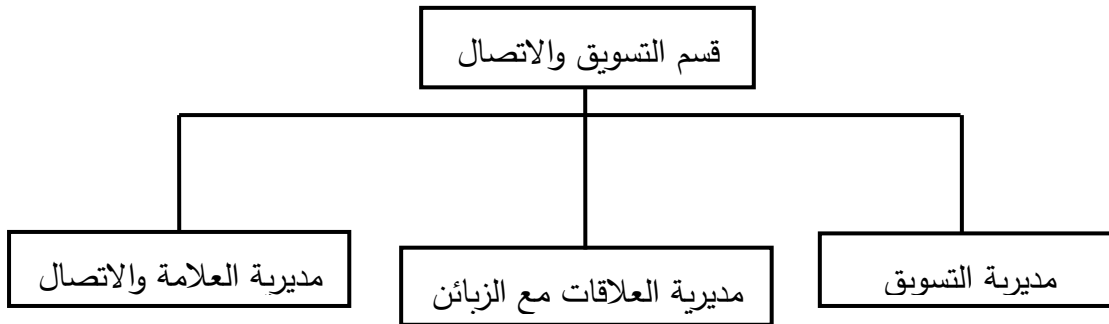 قسم التسويق والاتصال
مديرية التسويق
مديرية العلاقات مع الزبائن
مديرية العلامة والاتصال